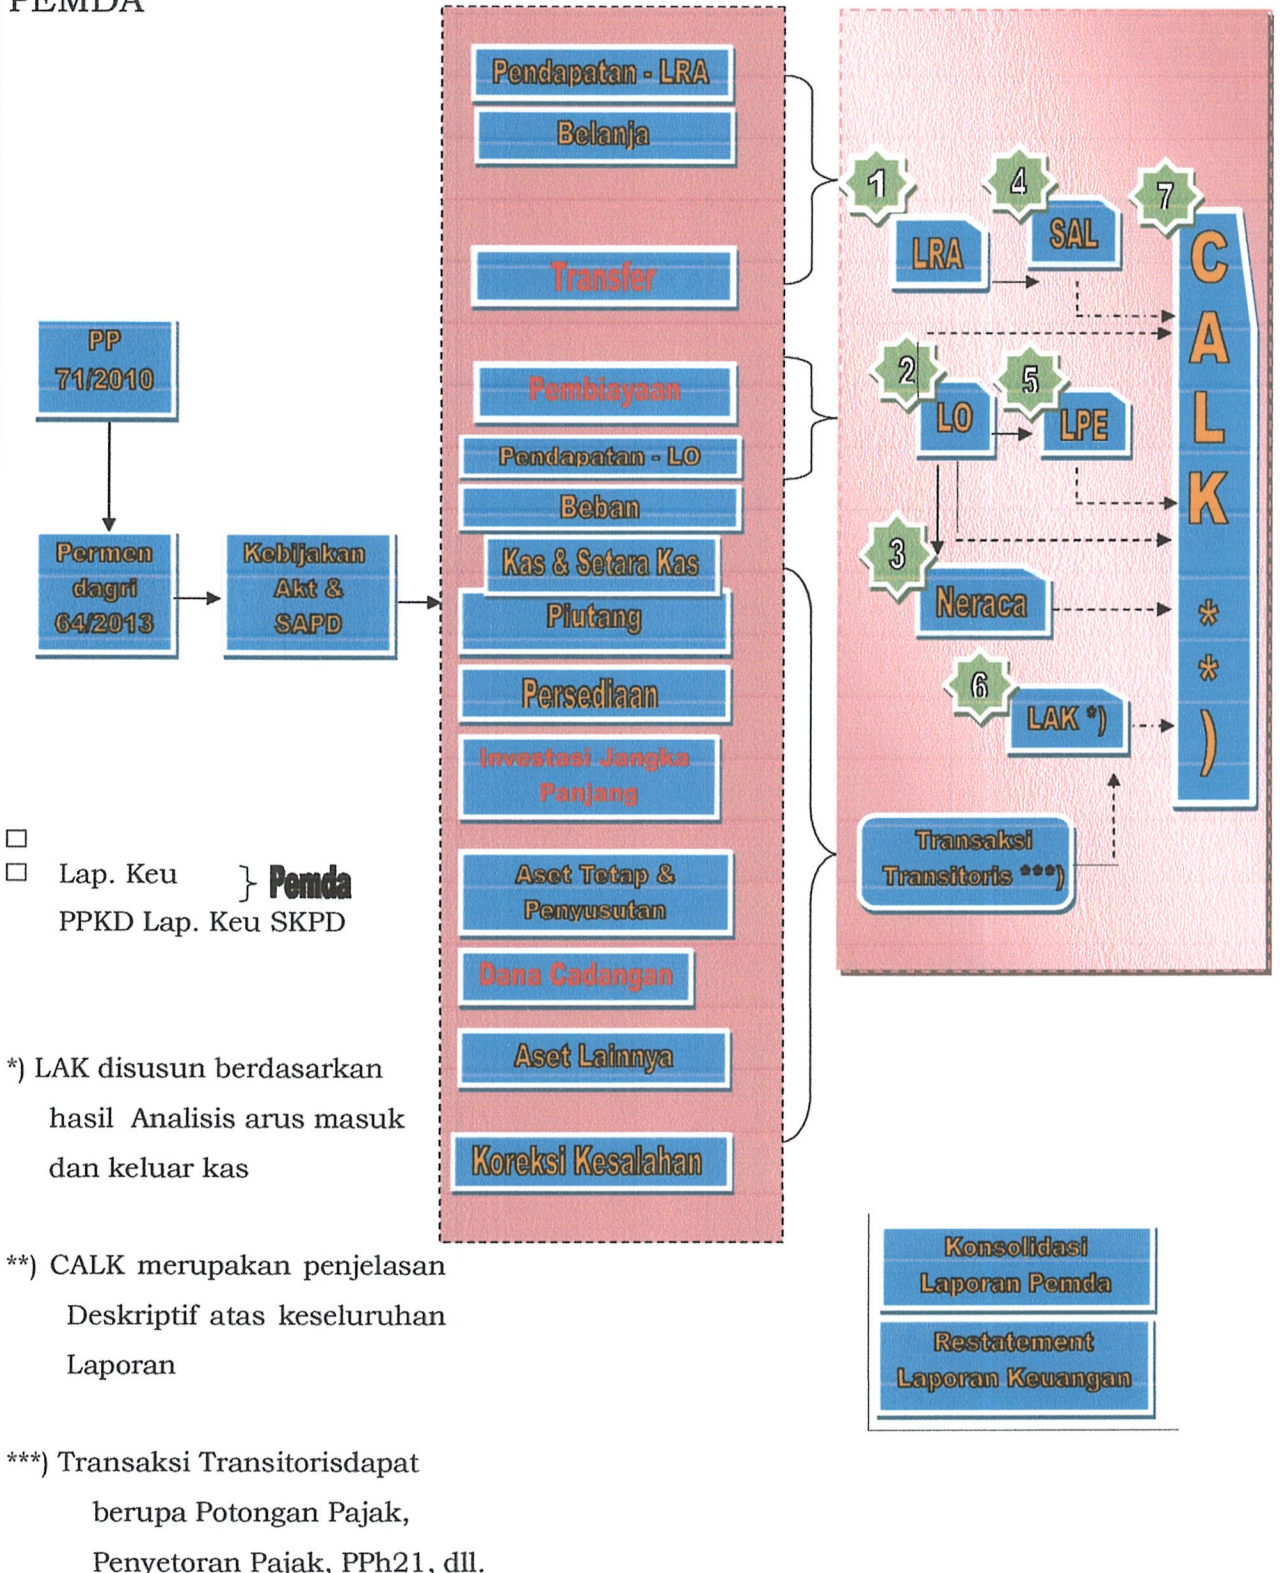 PEMDA
Pendapatan - LRA
Belanja
Transfer
Pembiayaan
Pendapatan - LO
Beban
Kas & Setara Kas
Piutang
Persediaan
Investasi Jangka
Panjang
Aset Tetap &
Penyusutan
Dana Cadangan
Aset Lainnya
Koreksi Kesalahan
PP
71/2010
Permen
dagri
64/2013
Kebijakan
Akt &
SAPD
1
LRA
4
SAL
2
LO
5
LPE
3
Neraca
6
LAK *)
7
C
A
L
K
*
*
)
Transaksi
Transitoris ***)
□
□ Lap. Keu } Pemda
PPKD Lap. Keu SKPD
*) LAK disusun berdasarkan
hasil Analisis arus masuk
dan keluar kas
**) CALK merupakan penjelasan
Deskriptif atas keseluruhan
Laporan
***) Transaksi Transitorisdapat
berupa Potongan Pajak,
Penyetoran Pajak, PPh21, dll.
Konsolidasi
Laporan Pemda
Restatement
Laporan Keuangan